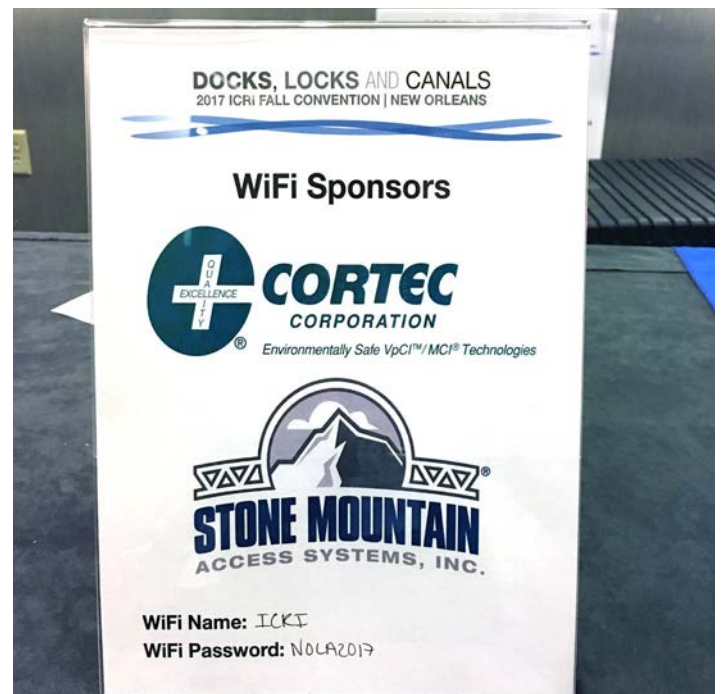 DOCKS, LOCKS AND CANALS
2017 ICRI FALL CONVENTION | NEW ORLEANS
WiFi Sponsors
QUALITY
EXCELLENCE
CORTEC
CORPORATION
®
Environmentally Safe VpCI™/MCI® Technologies
®
STONE MOUNTAIN
ACCESS SYSTEMS, INC.
WiFi Name: ICRI
WiFi Password: NOLA2017